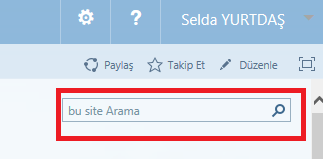 ? Selda YURTDAŞ
Paylaş Takip Et Düzenle
bu site Arama